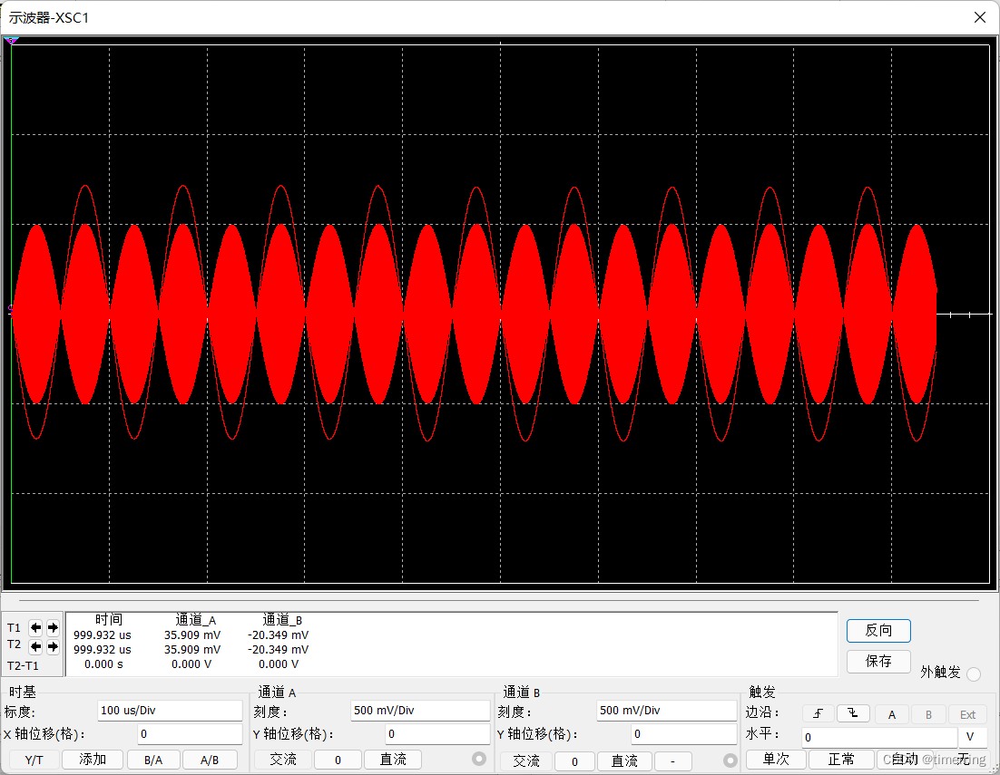 示波器-XSC1
时间 通道_A 通道_B
T1 999.932 us 35.909 mV -20.349 mV
T2 999.932 us 35.909 mV -20.349 mV
T2-T1 0.000 s 0.000 V 0.000 V
反向
保存
外触发
时基 通道 A 通道 B 触发
标度: 100 us/Div 刻度: 500 mV/Div 刻度: 500 mV/Div 边沿: A B Ext
X 轴位移(格): 0 Y 轴位移(格): 0 Y 轴位移(格): 0 水平: 0 V
Y/T 添加 B/A A/B 交流 0 直流 交流 0 直流 - 单次 正常 自动 无
CSDN @timerring